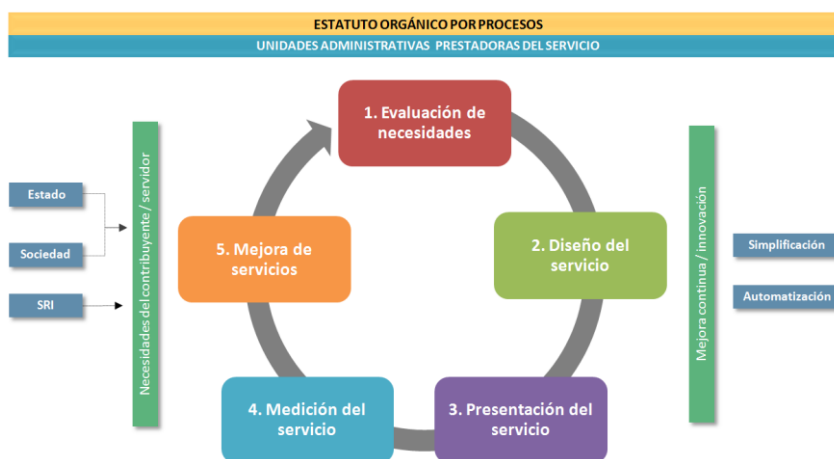 ESTATUTO ORGÁNICO POR PROCESOS
UNIDADES ADMINISTRATIVAS PRESTADORAS DEL SERVICIO
1. Evaluación de
necesidades
Necesidades del contribuyente / servidor
Estado
Sociedad
SRI
5. Mejora de
servicios
2. Diseño del
servicio
4. Medición del
servicio
3. Presentación del
servicio
Mejora continua / innovación
Simplificación
Automatización